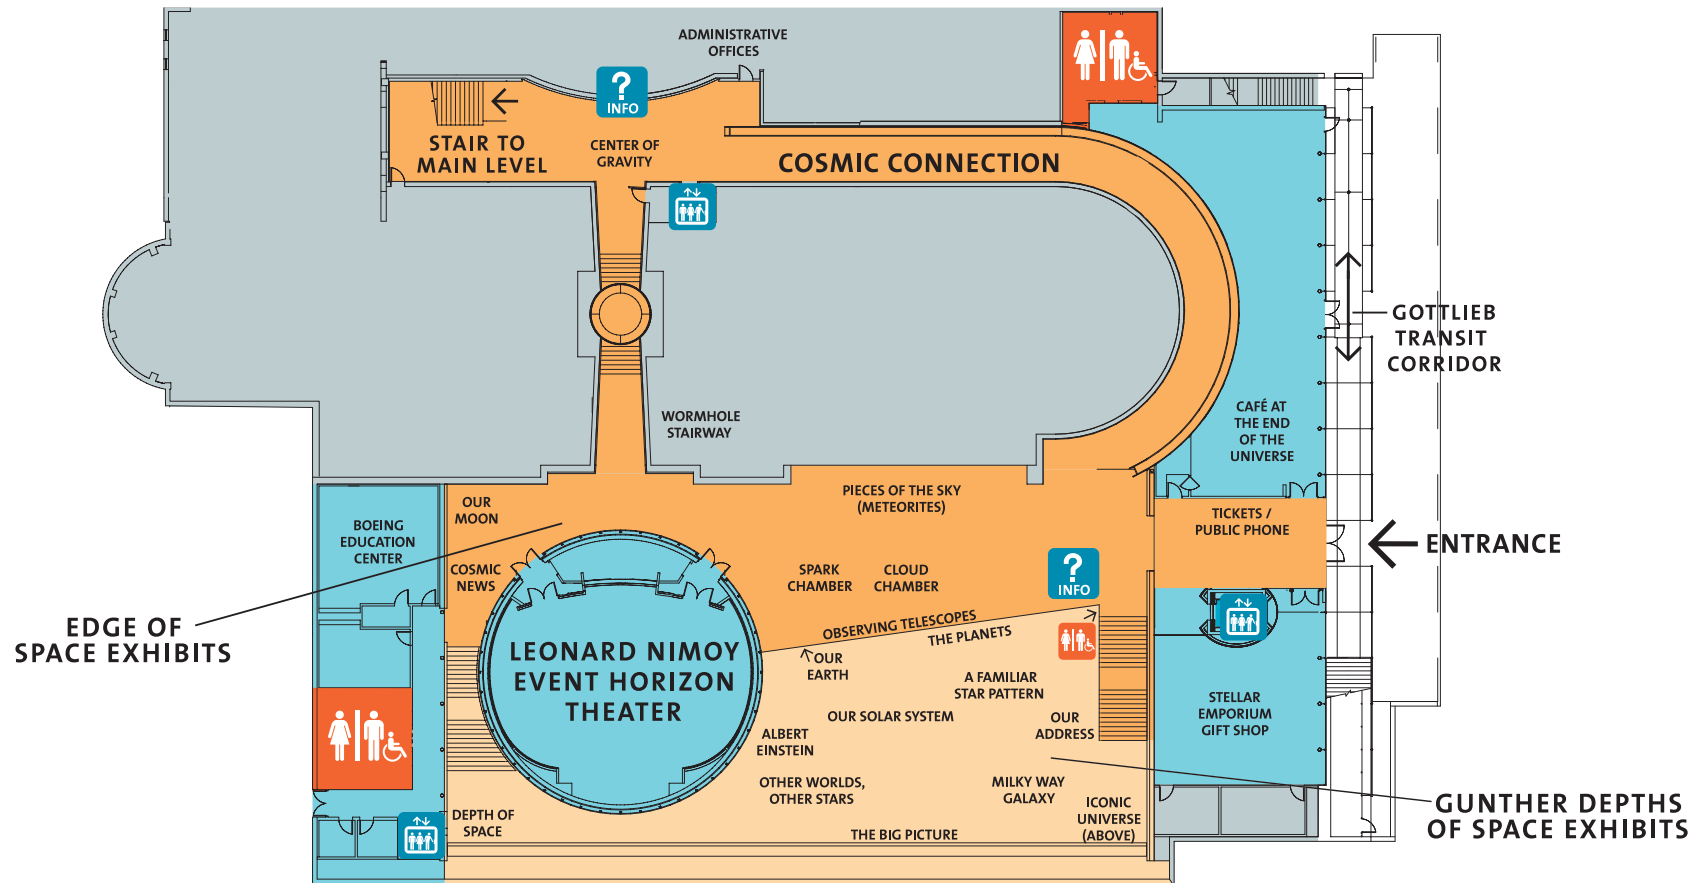 ADMINISTRATIVE
OFFICES
?
INFO
STAIR TO
MAIN LEVEL
CENTER OF
GRAVITY
COSMIC CONNECTION
GOTTLIEB
TRANSIT
CORRIDOR
WORMHOLE
STAIRWAY
CAFÉ AT
THE END
OF THE
UNIVERSE
OUR
MOON
PIECES OF THE SKY
(METEORITES)
TICKETS /
PUBLIC PHONE
ENTRANCE
BOEING
EDUCATION
CENTER
COSMIC
NEWS
SPARK
CHAMBER
CLOUD
CHAMBER
?
INFO
EDGE OF
SPACE EXHIBITS
OBSERVING TELESCOPES
THE PLANETS
LEONARD NIMOY
EVENT HORIZON
THEATER
OUR
EARTH
A FAMILIAR
STAR PATTERN
STELLAR
EMPORIUM
GIFT SHOP
OUR SOLAR SYSTEM
OUR
ADDRESS
ALBERT
EINSTEIN
OTHER WORLDS,
OTHER STARS
MILKY WAY
GALAXY
ICONIC
UNIVERSE
(ABOVE)
GUNTHER DEPTHS
OF SPACE EXHIBITS
DEPTH OF
SPACE
THE BIG PICTURE